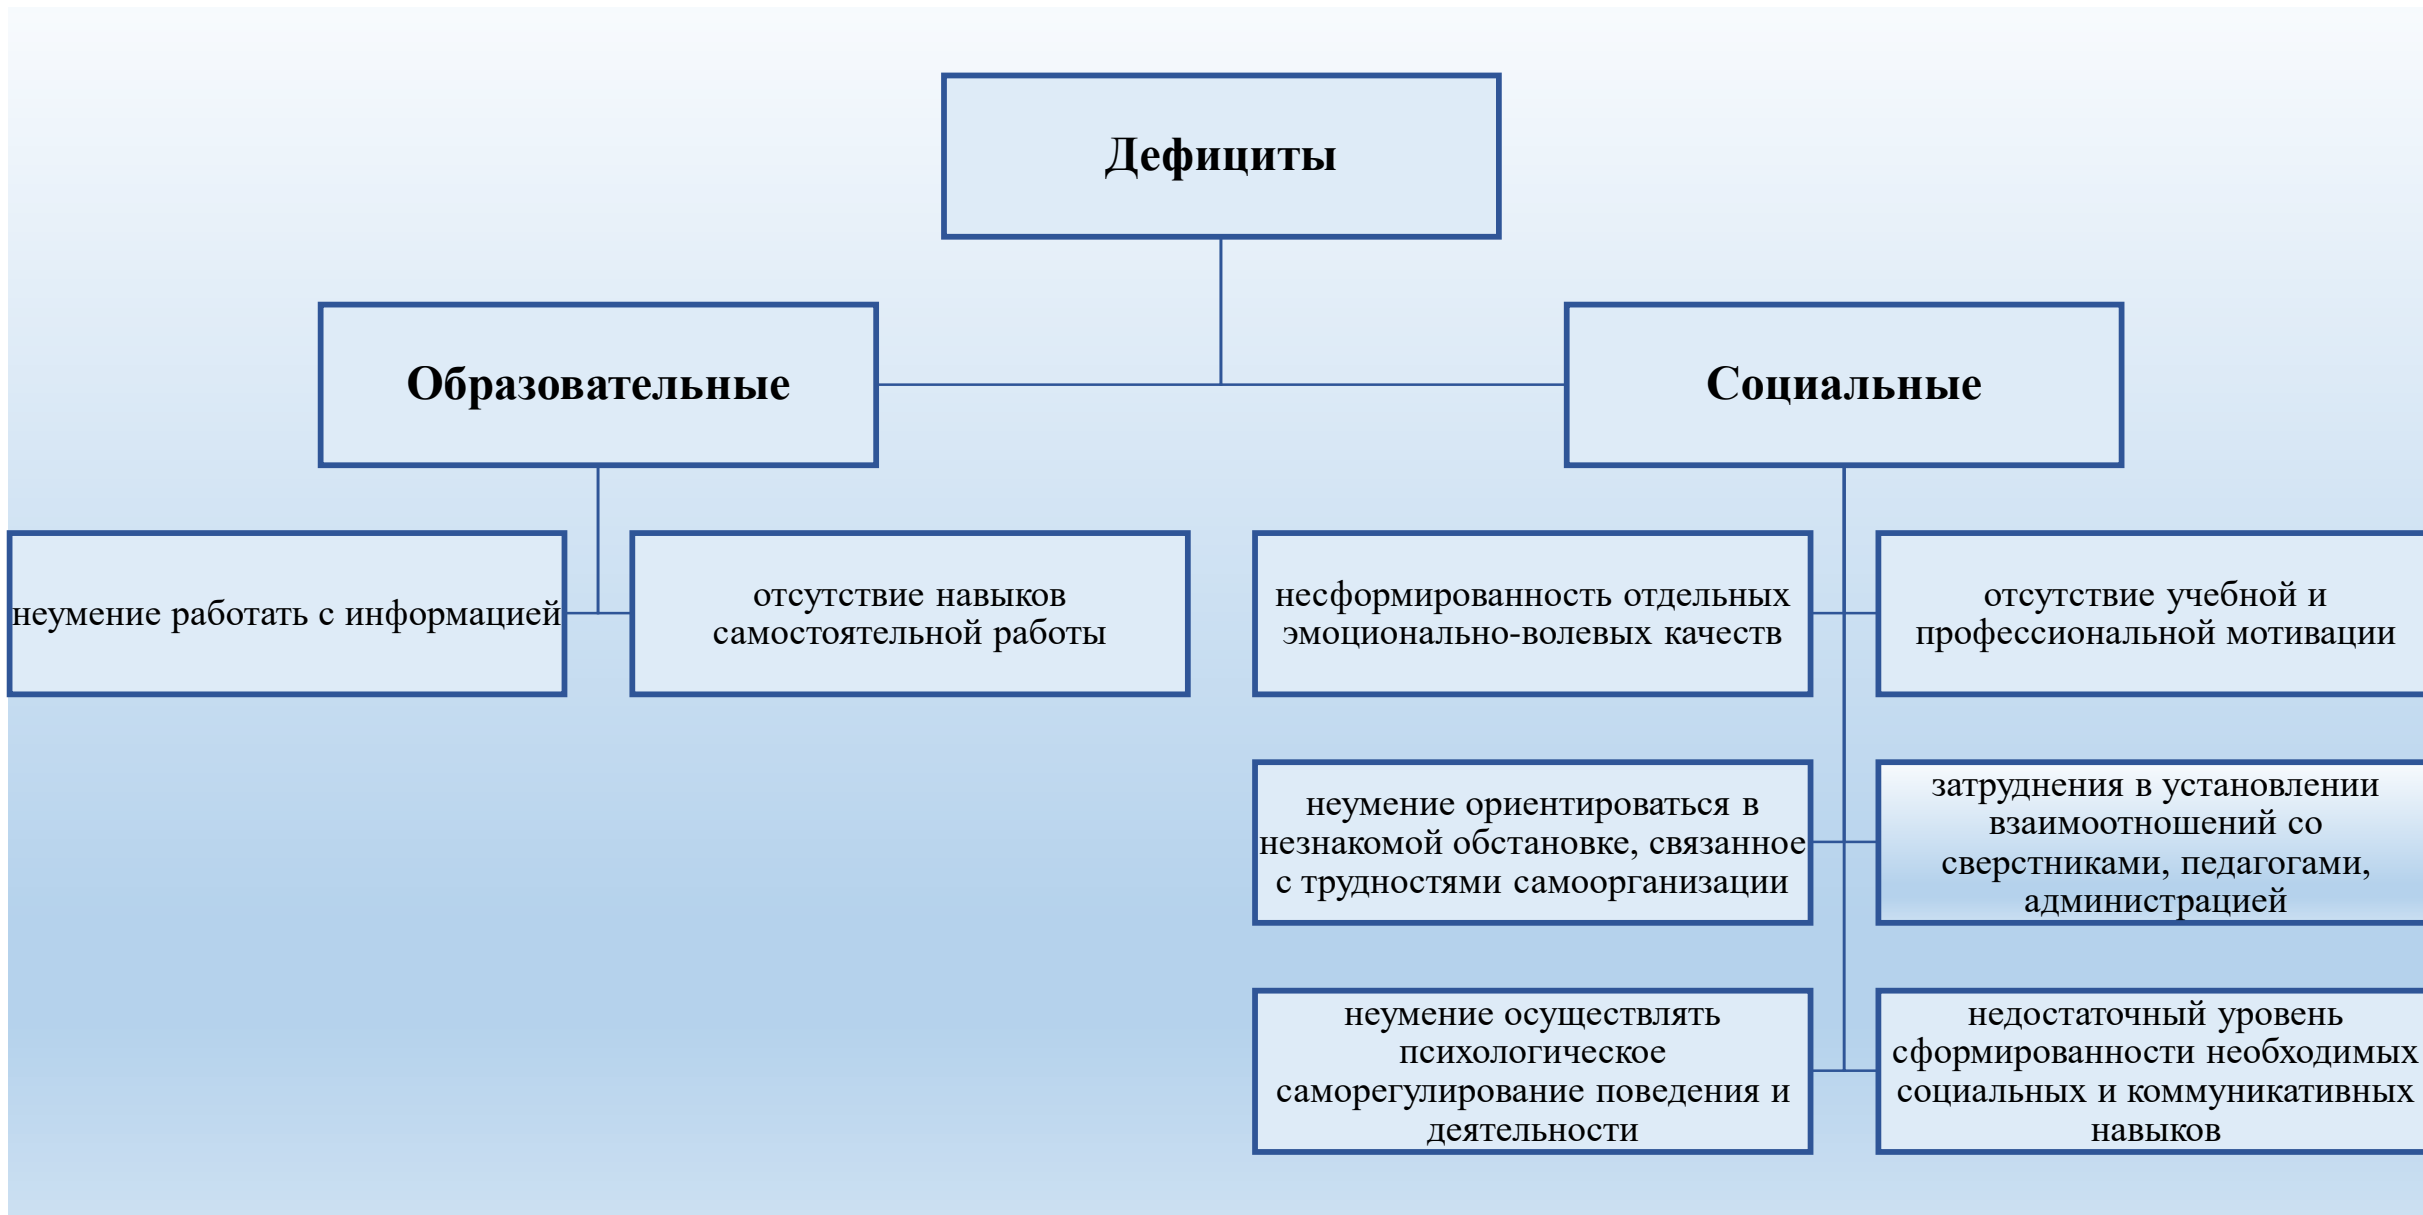 Дефициты
Образовательные
Социальные
неумение работать с информацией
отсутствие навыков
самостоятельной работы
несформированность отдельных
эмоционально-волевых качеств
отсутствие учебной и
профессиональной мотивации
неумение ориентироваться в
незнакомой обстановке, связанное
с трудностями самоорганизации
затруднения в установлении
взаимоотношений со
сверстниками, педагогами,
администрацией
неумение осуществлять
психологическое
саморегулирование поведения и
деятельности
недостаточный уровень
сформированности необходимых
социальных и коммуникативных
навыков